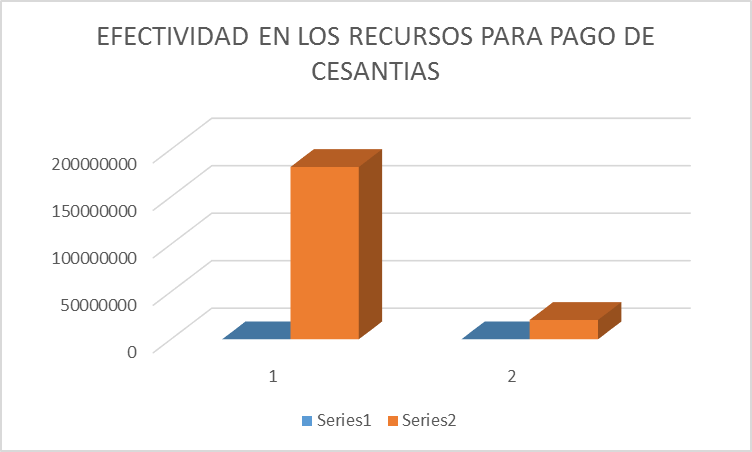 EFECTIVIDAD EN LOS RECURSOS PARA PAGO DE
CESANTIAS
200000000
150000000
100000000
50000000
0
1 2
Series1 Series2